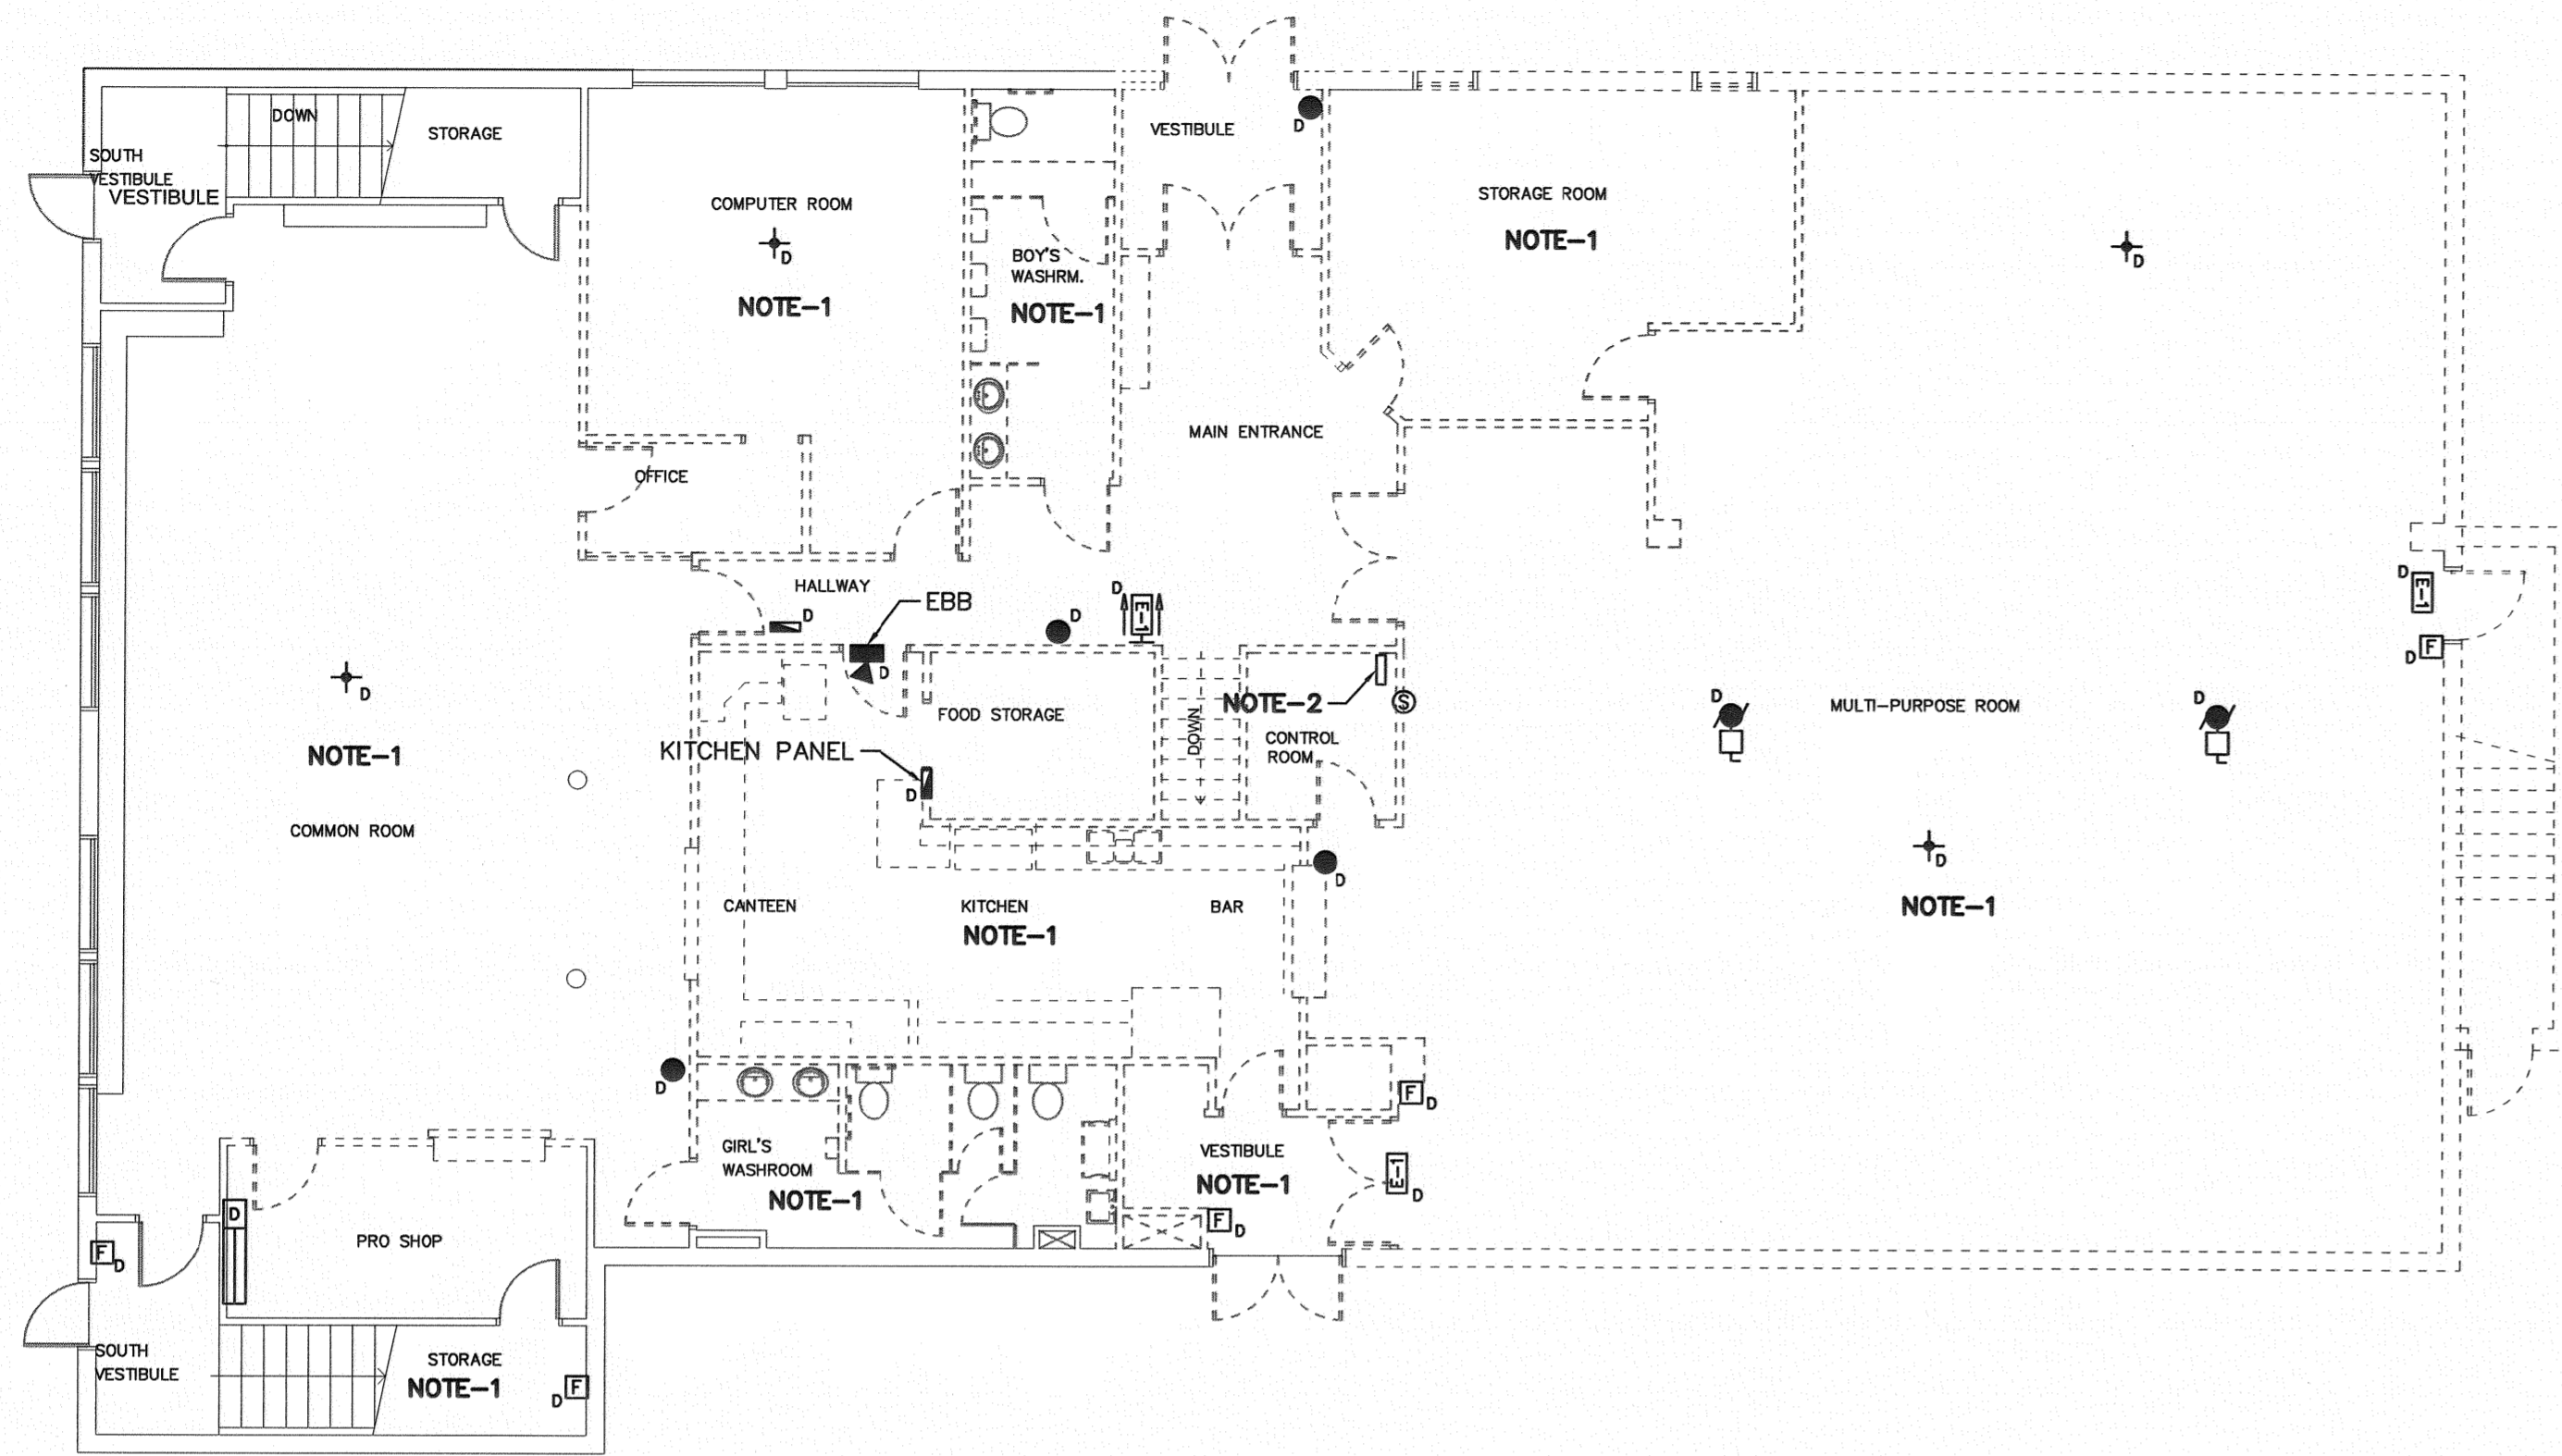 DOWN
STORAGE
SOUTH
VESTIBULE
VESTIBULE
VESTIBULE
D
COMPUTER ROOM
D
NOTE-1
BOY'S
WASHRM.
NOTE-1
STORAGE ROOM
NOTE-1
D
MAIN ENTRANCE
OFFICE
HALLWAY
D
EBB
D
D
E-1
D
E-1
F
D
D
NOTE-1
COMMON ROOM
D
FOOD STORAGE
KITCHEN PANEL
D
DOWN
NOTE-2
S
CONTROL
ROOM
D
D
MULTI-PURPOSE ROOM
D
NOTE-1
D
CANTEEN
KITCHEN
NOTE-1
BAR
D
GIRL'S
WASHROOM
NOTE-1
VESTIBULE
NOTE-1
F
D
E-1
D
F
D
D
PRO SHOP
F
D
SOUTH
VESTIBULE
STORAGE
NOTE-1
F
D